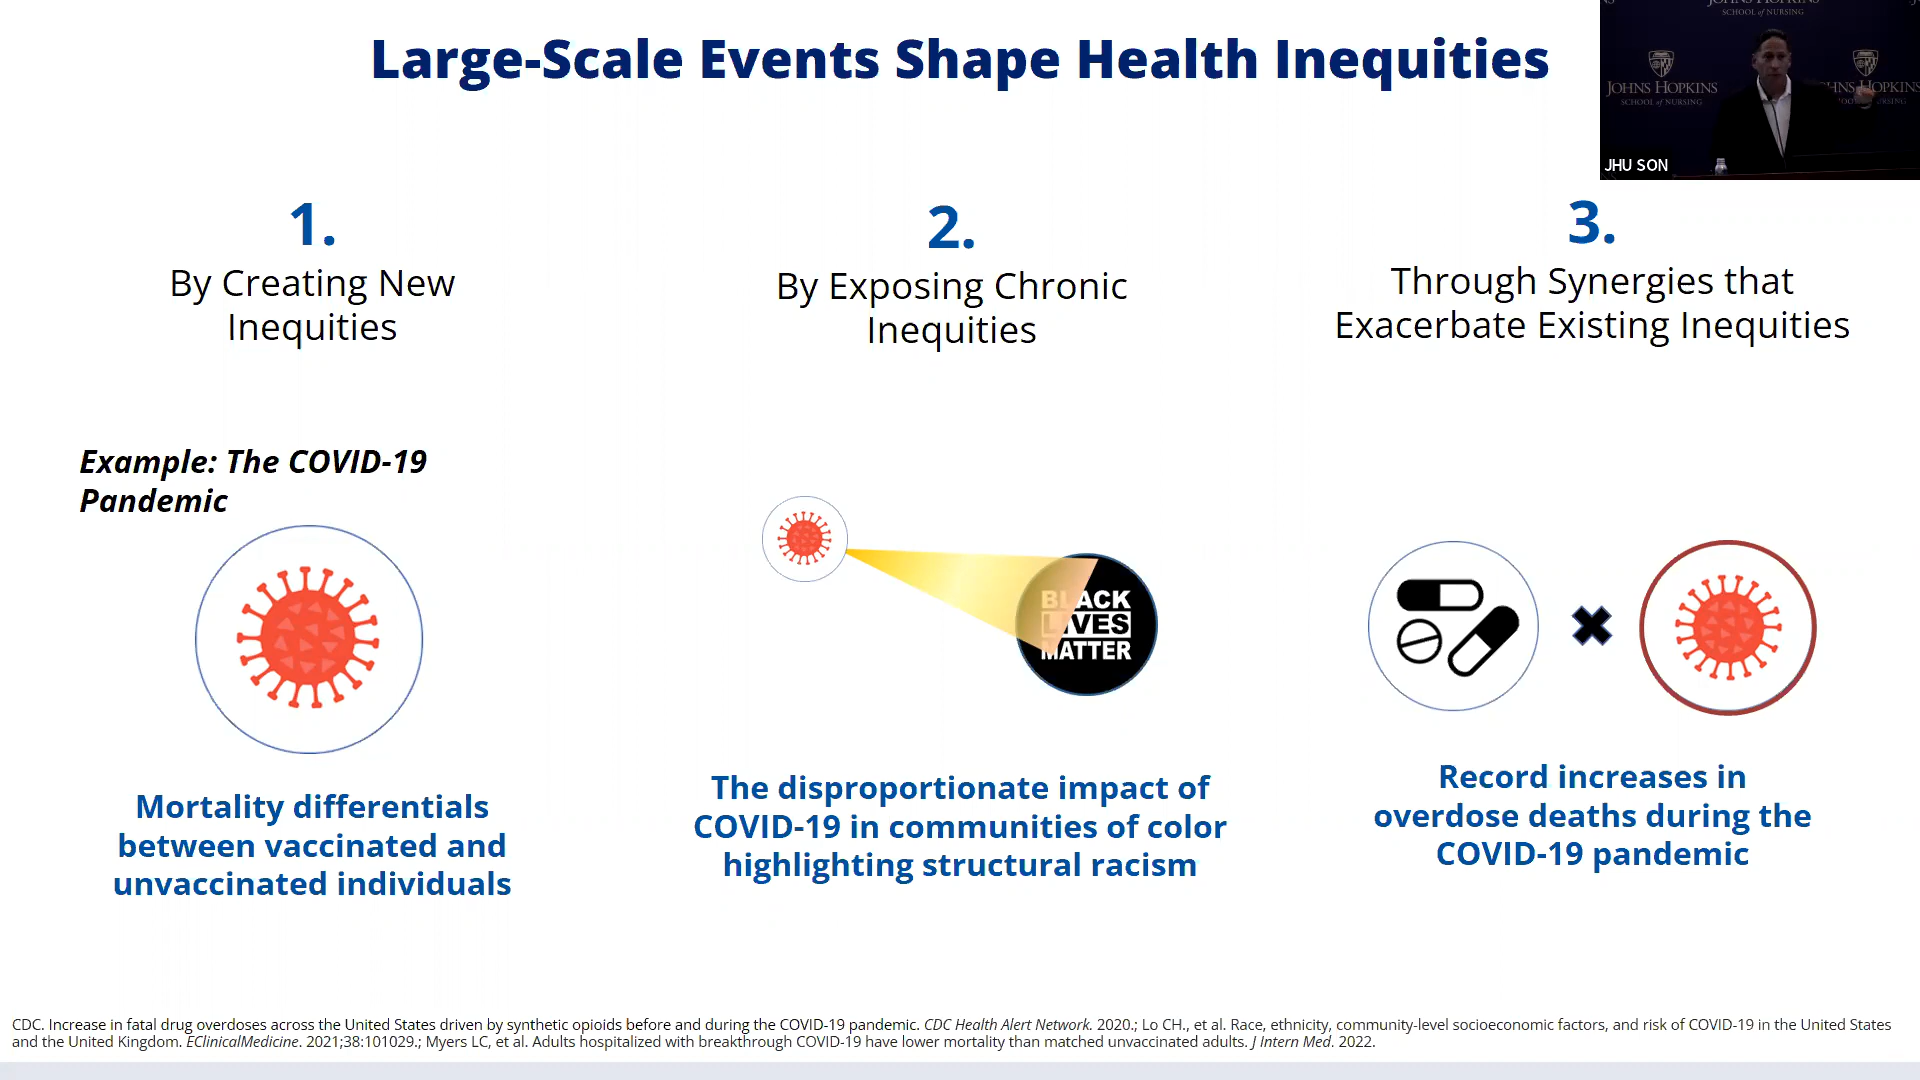 Large-Scale Events Shape Health Inequities
JOHNS HOPKINS
SCHOOL of NURSING
JOHNS HOPKINS
SCHOOL of NURSING
JHU SON
1.
By Creating New
Inequities
2.
By Exposing Chronic
Inequities
3.
Through Synergies that
Exacerbate Existing Inequities
Example: The COVID-19
Pandemic
BLACK
LIVES
MATTER
Mortality differentials
between vaccinated and
unvaccinated individuals
The disproportionate impact of
COVID-19 in communities of color
highlighting structural racism
Record increases in
overdose deaths during the
COVID-19 pandemic
CDC. Increase in fatal drug overdoses across the United States driven by synthetic opioids before and during the COVID-19 pandemic. CDC Health Alert Network. 2020.; Lo CH., et al. Race, ethnicity, community-level socioeconomic factors, and risk of COVID-19 in the United States
and the United Kingdom. EClinicalMedicine. 2021;38:101029.; Myers LC, et al. Adults hospitalized with breakthrough COVID-19 have lower mortality than matched unvaccinated adults. J Intern Med. 2022.